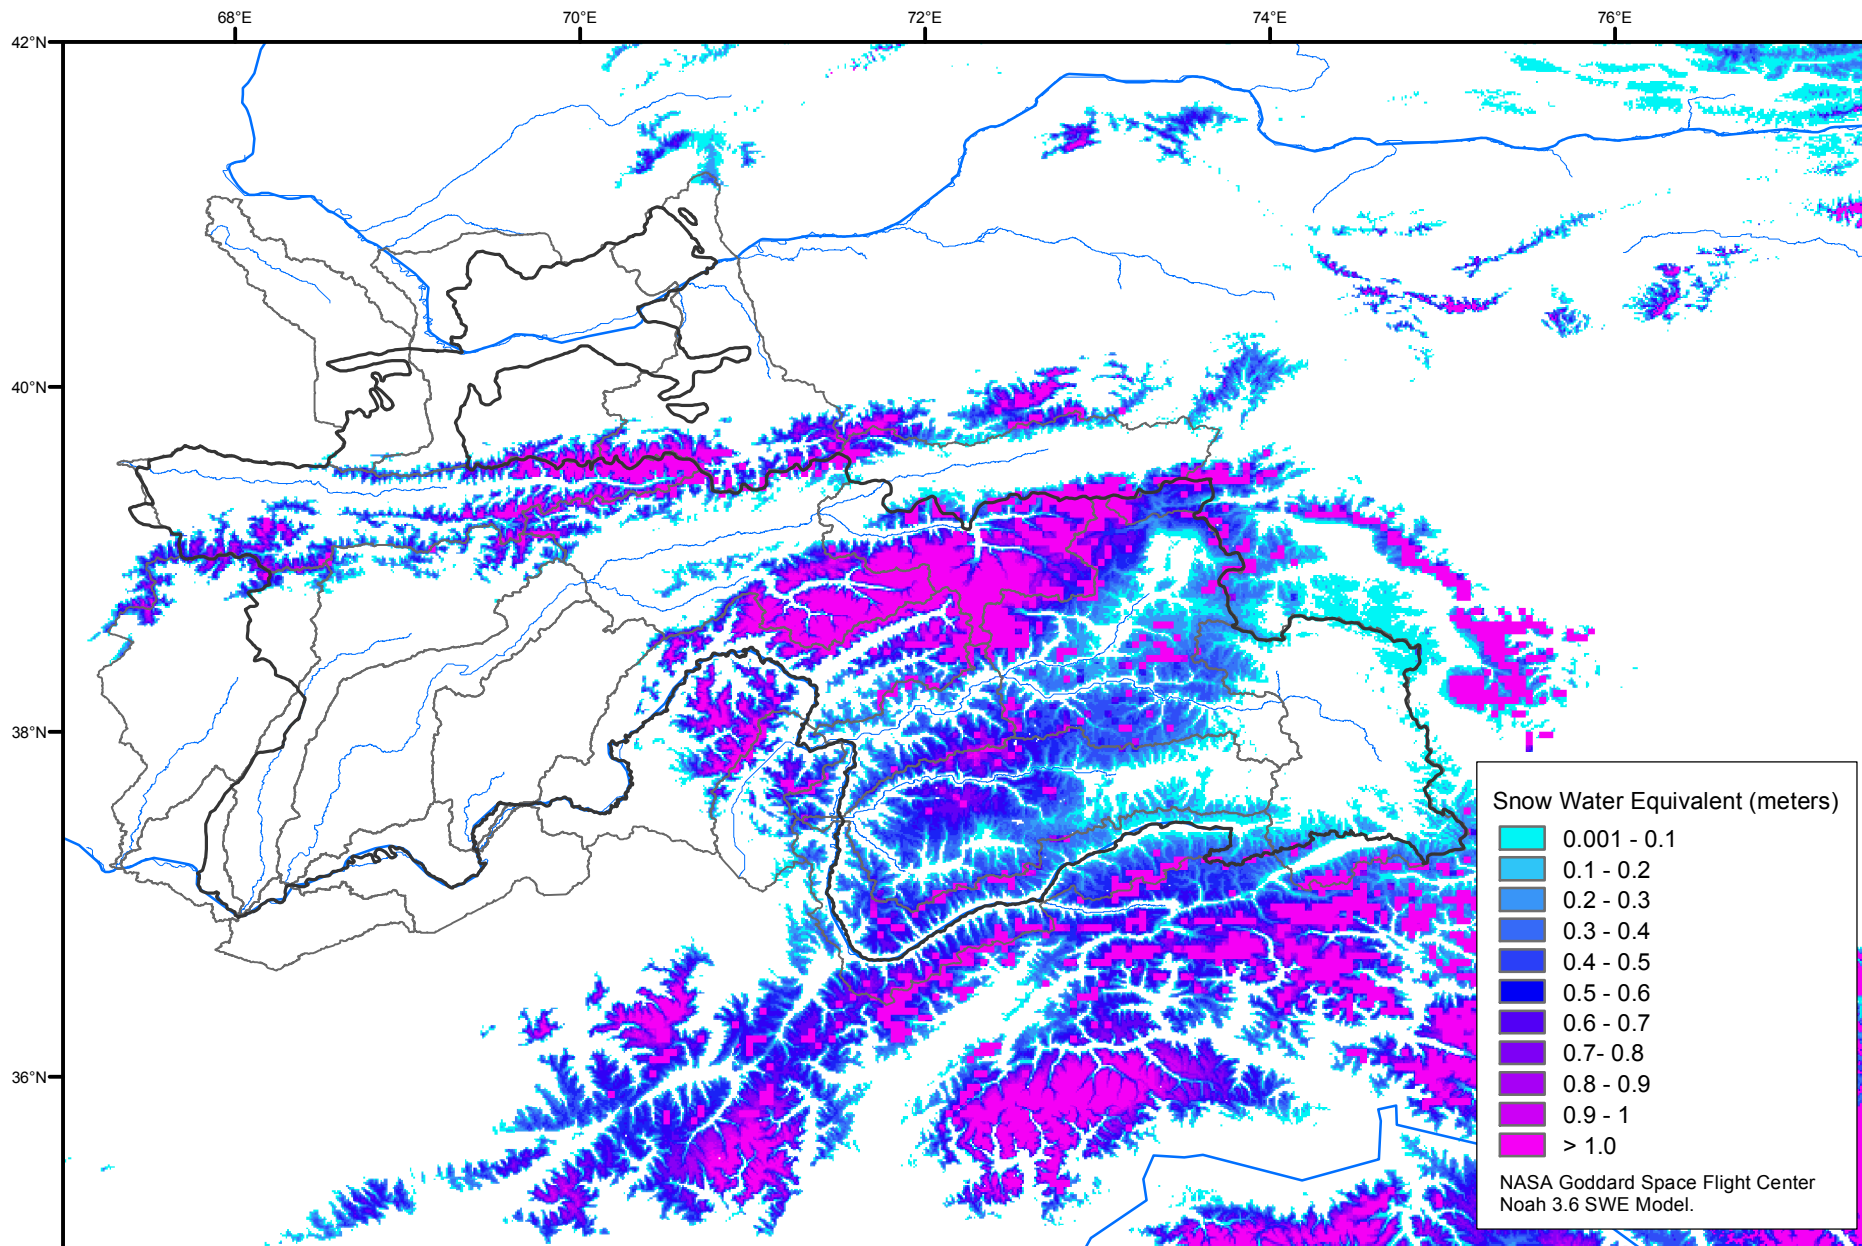 68°E 70°E 72°E 74°E 76°E
42°N
40°N
38°N
36°N
Snow Water Equivalent (meters)
0.001 - 0.1
0.1 - 0.2
0.2 - 0.3
0.3 - 0.4
0.4 - 0.5
0.5 - 0.6
0.6 - 0.7
0.7- 0.8
0.8 - 0.9
0.9 - 1
> 1.0
NASA Goddard Space Flight Center
Noah 3.6 SWE Model.